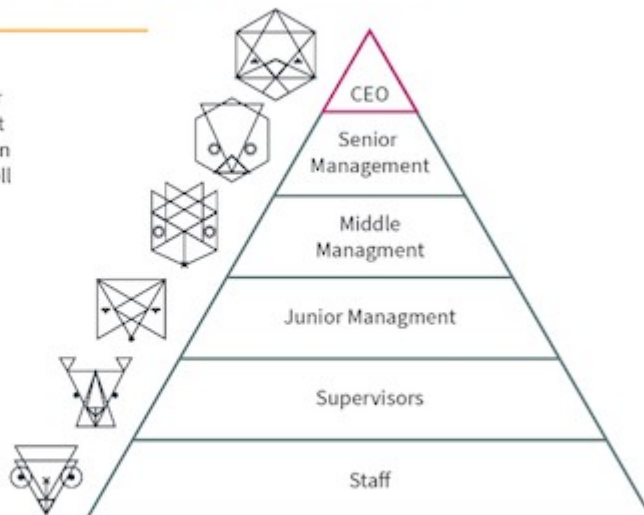 CEO
Senior
Management
Middle
Managment
Junior Managment
Supervisors
Staff